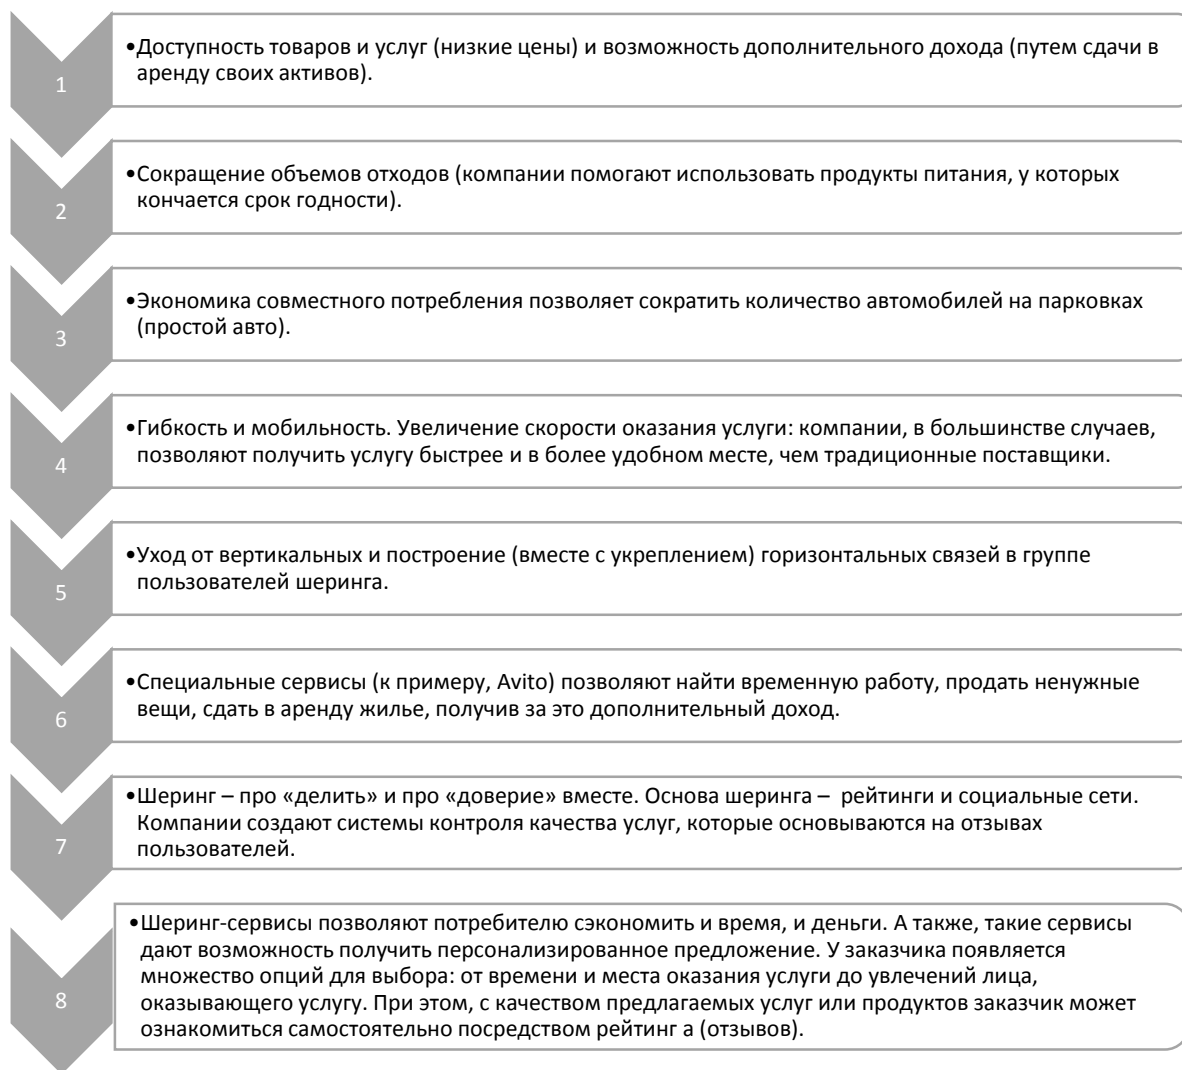 1
•Доступность товаров и услуг (низкие цены) и возможность дополнительного дохода (путем сдачи в
аренду своих активов).
2
•Сокращение объемов отходов (компании помогают использовать продукты питания, у которых
кончается срок годности).
3
•Экономика совместного потребления позволяет сократить количество автомобилей на парковках
(простой авто).
4
•Гибкость и мобильность. Увеличение скорости оказания услуги: компании, в большинстве случаев,
позволяют получить услугу быстрее и в более удобном месте, чем традиционные поставщики.
5
•Уход от вертикальных и построение (вместе с укреплением) горизонтальных связей в группе
пользователей шеринга.
6
•Специальные сервисы (к примеру, Avito) позволяют найти временную работу, продать ненужные
вещи, сдать в аренду жилье, получив за это дополнительный доход.
7
•Шеринг – про «делить» и про «доверие» вместе. Основа шеринга – рейтинги и социальные сети.
Компании создают системы контроля качества услуг, которые основываются на отзывах
пользователей.
8
•Шеринг-сервисы позволяют потребителю сэкономить и время, и деньги. А также, такие сервисы
дают возможность получить персонализированное предложение. У заказчика появляется
множество опций для выбора: от времени и места оказания услуги до увлечений лица,
оказывающего услугу. При этом, с качеством предлагаемых услуг или продуктов заказчик может
ознакомиться самостоятельно посредством рейтинг а (отзывов).